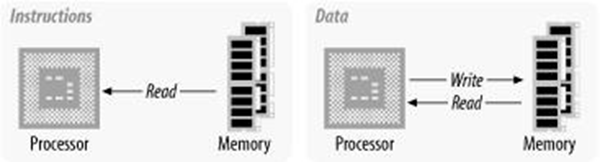 Instructions
Read
Processor
Memory
Data
Write
Read
Processor
Memory